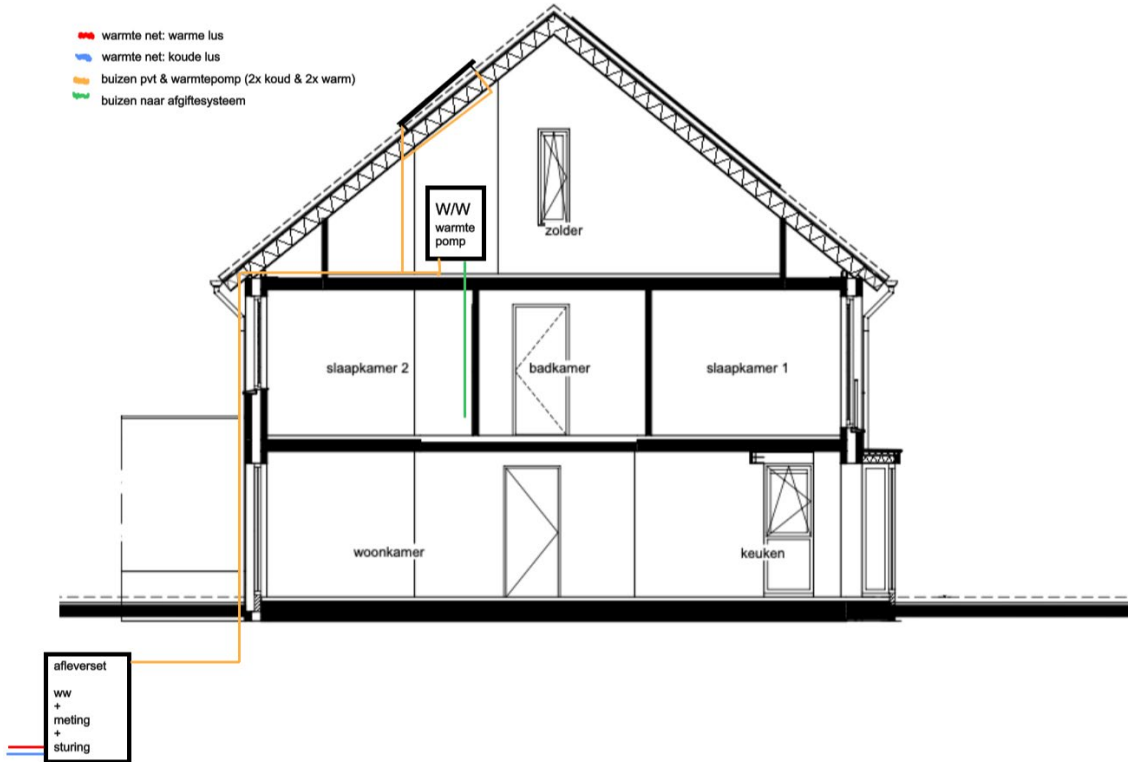 warmte net: warme lus
warmte net: koude lus
buizen pvt & warmtepomp (2x koud & 2x warm)
buizen naar afgiftesysteem
W/W
warmte
pomp
zolder
slaapkamer 2
badkamer
slaapkamer 1
woonkamer
keuken
afleverset
ww
+
meting
+
sturing